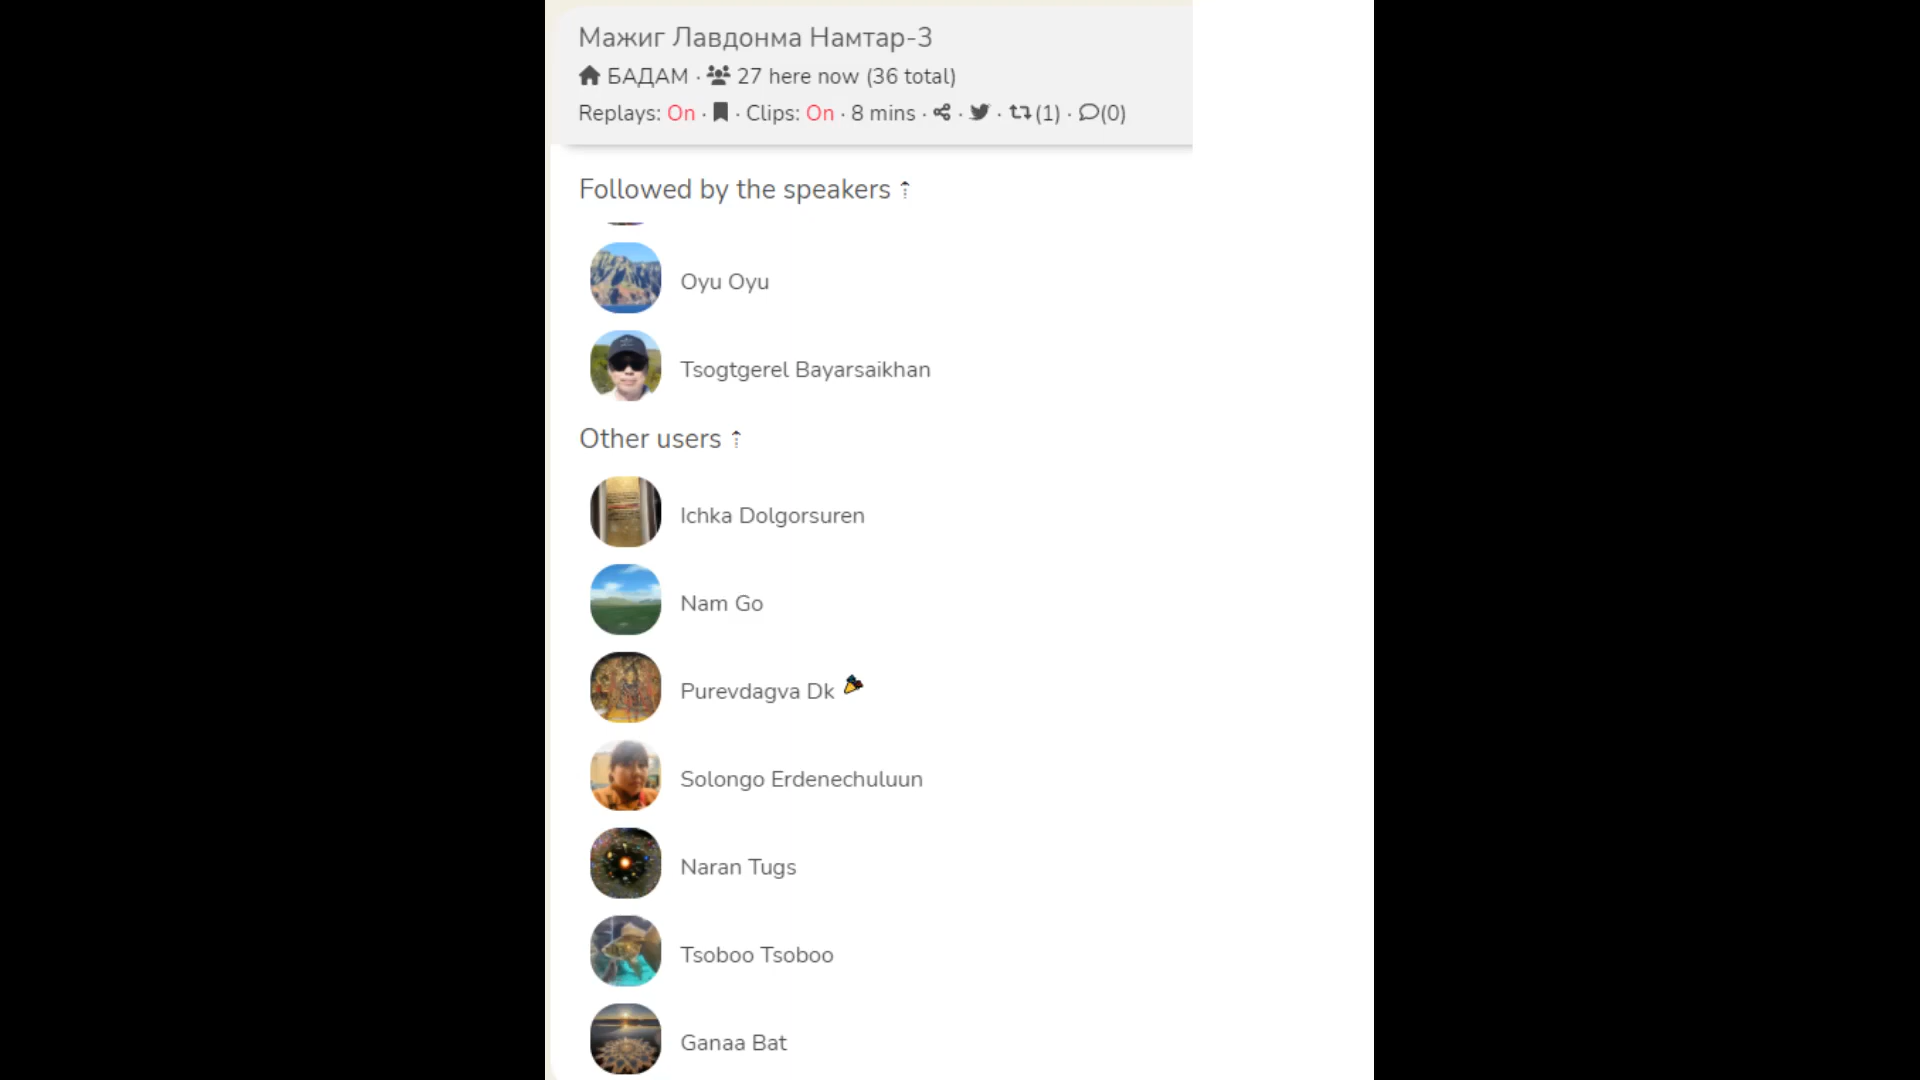 Мажиг Лавдонма Намтар-3
БАДАМ · 27 here now (36 total)
Replays: On · · Clips: On · 8 mins · · · (1) · (0)
Followed by the speakers
Oyu Oyu
Tsogtgerel Bayarsaikhan
Other users
Ichka Dolgorsuren
Nam Go
Purevdagva Dk
Solongo Erdenechuluun
Naran Tugs
Tsoboo Tsoboo
Ganaa Bat